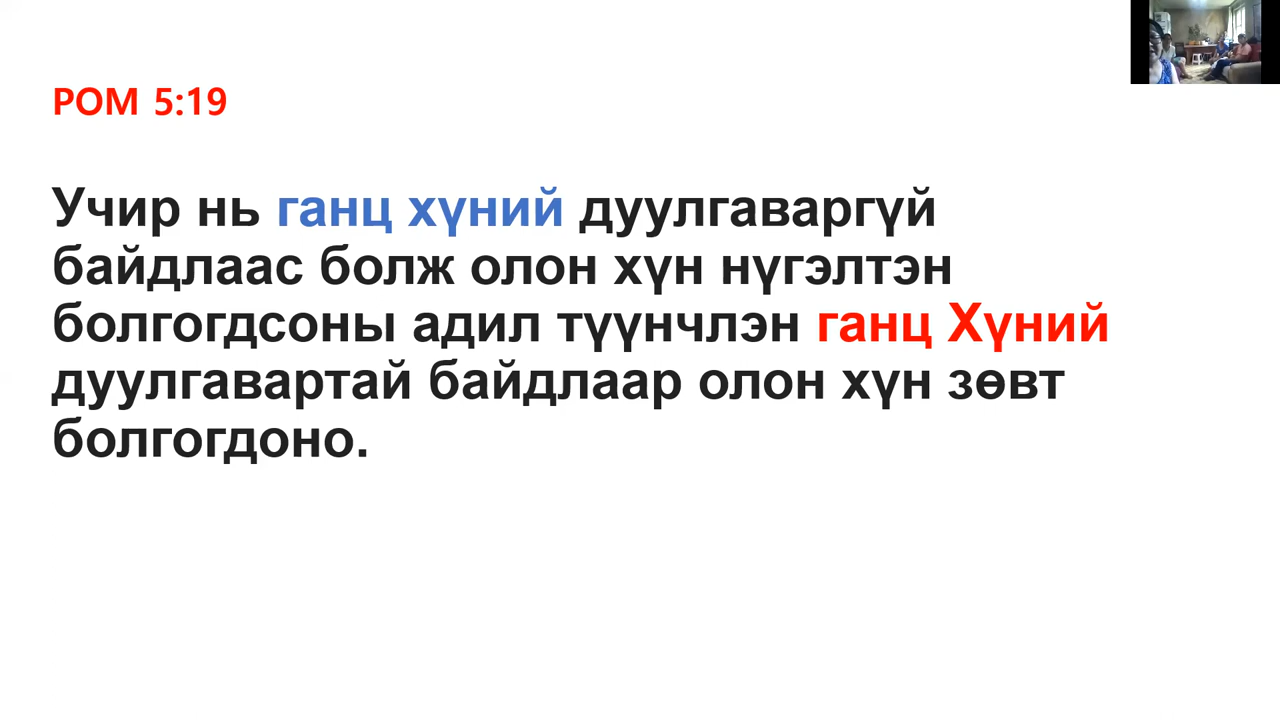 РОМ 5:19
Учир нь ганц хүний дуулгаваргүй
байдлаас болж олон хүн нүгэлтэн
болгогдсоны адил түүнчлэн ганц Хүний
дуулгавартай байдлаар олон хүн зөвт
болгогдоно.